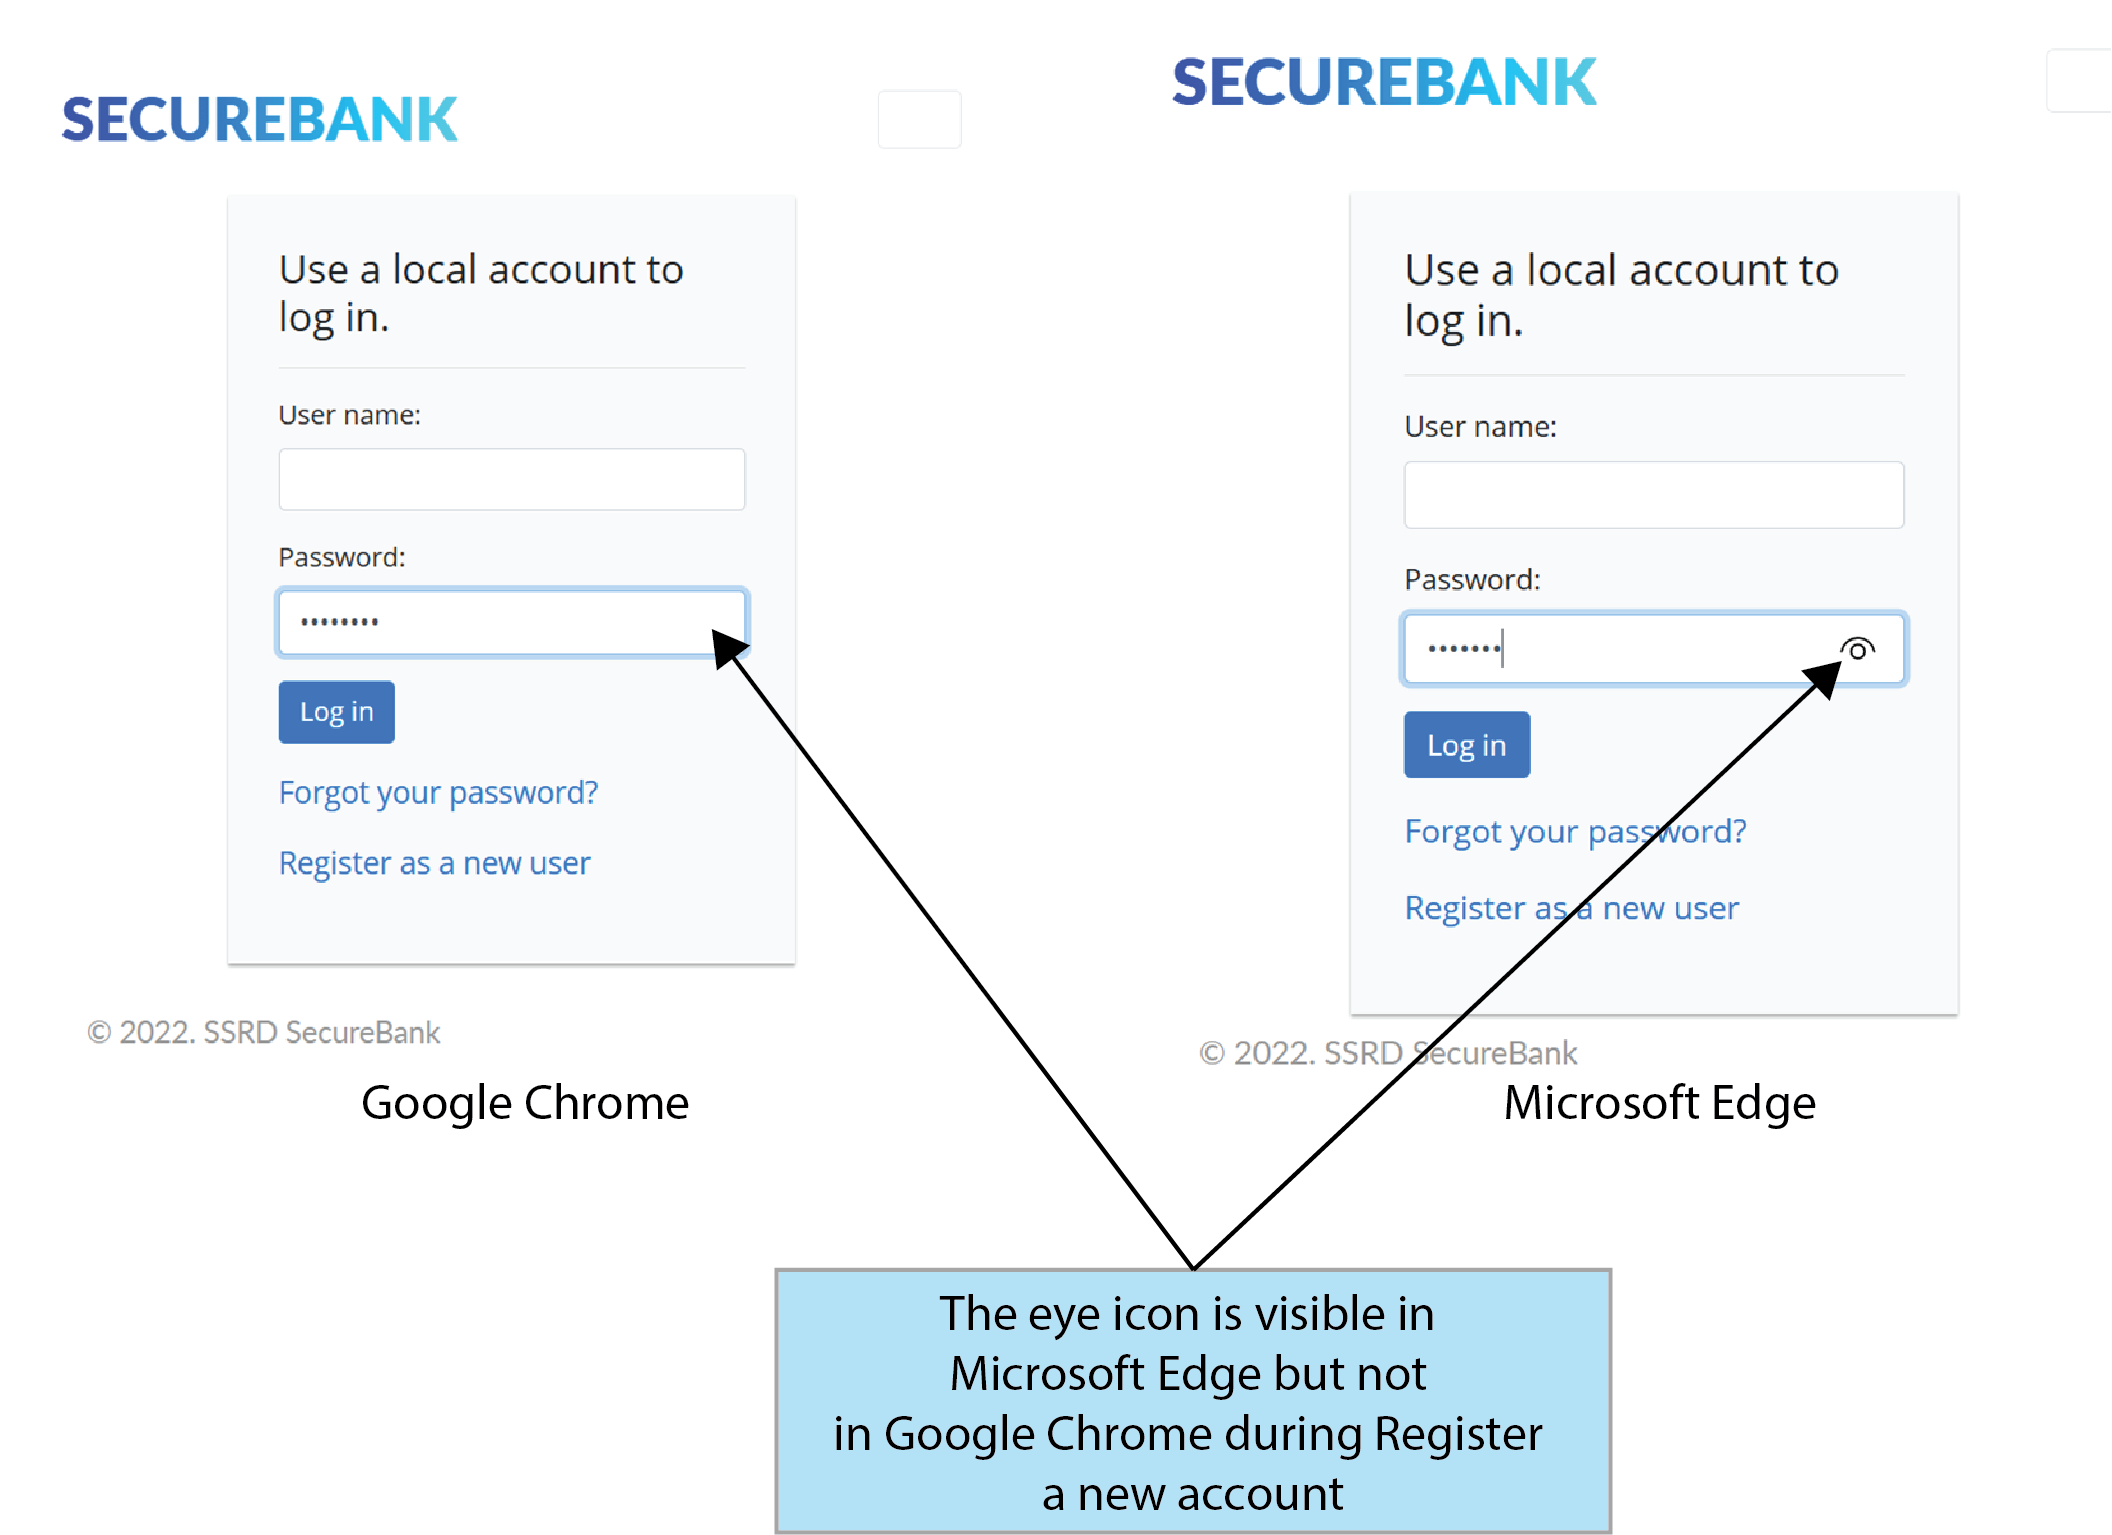 SECUREBANK
Use a local account to
log in.
User name:
Password:
••••••••
Log in
Forgot your password?
Register as a new user
© 2022. SSRD SecureBank
Google Chrome
SECUREBANK
Use a local account to
log in.
User name:
Password:
•••••••
Log in
Forgot your password?
Register as a new user
© 2022. SSRD SecureBank
Microsoft Edge
The eye icon is visible in
Microsoft Edge but not
in Google Chrome during Register
a new account